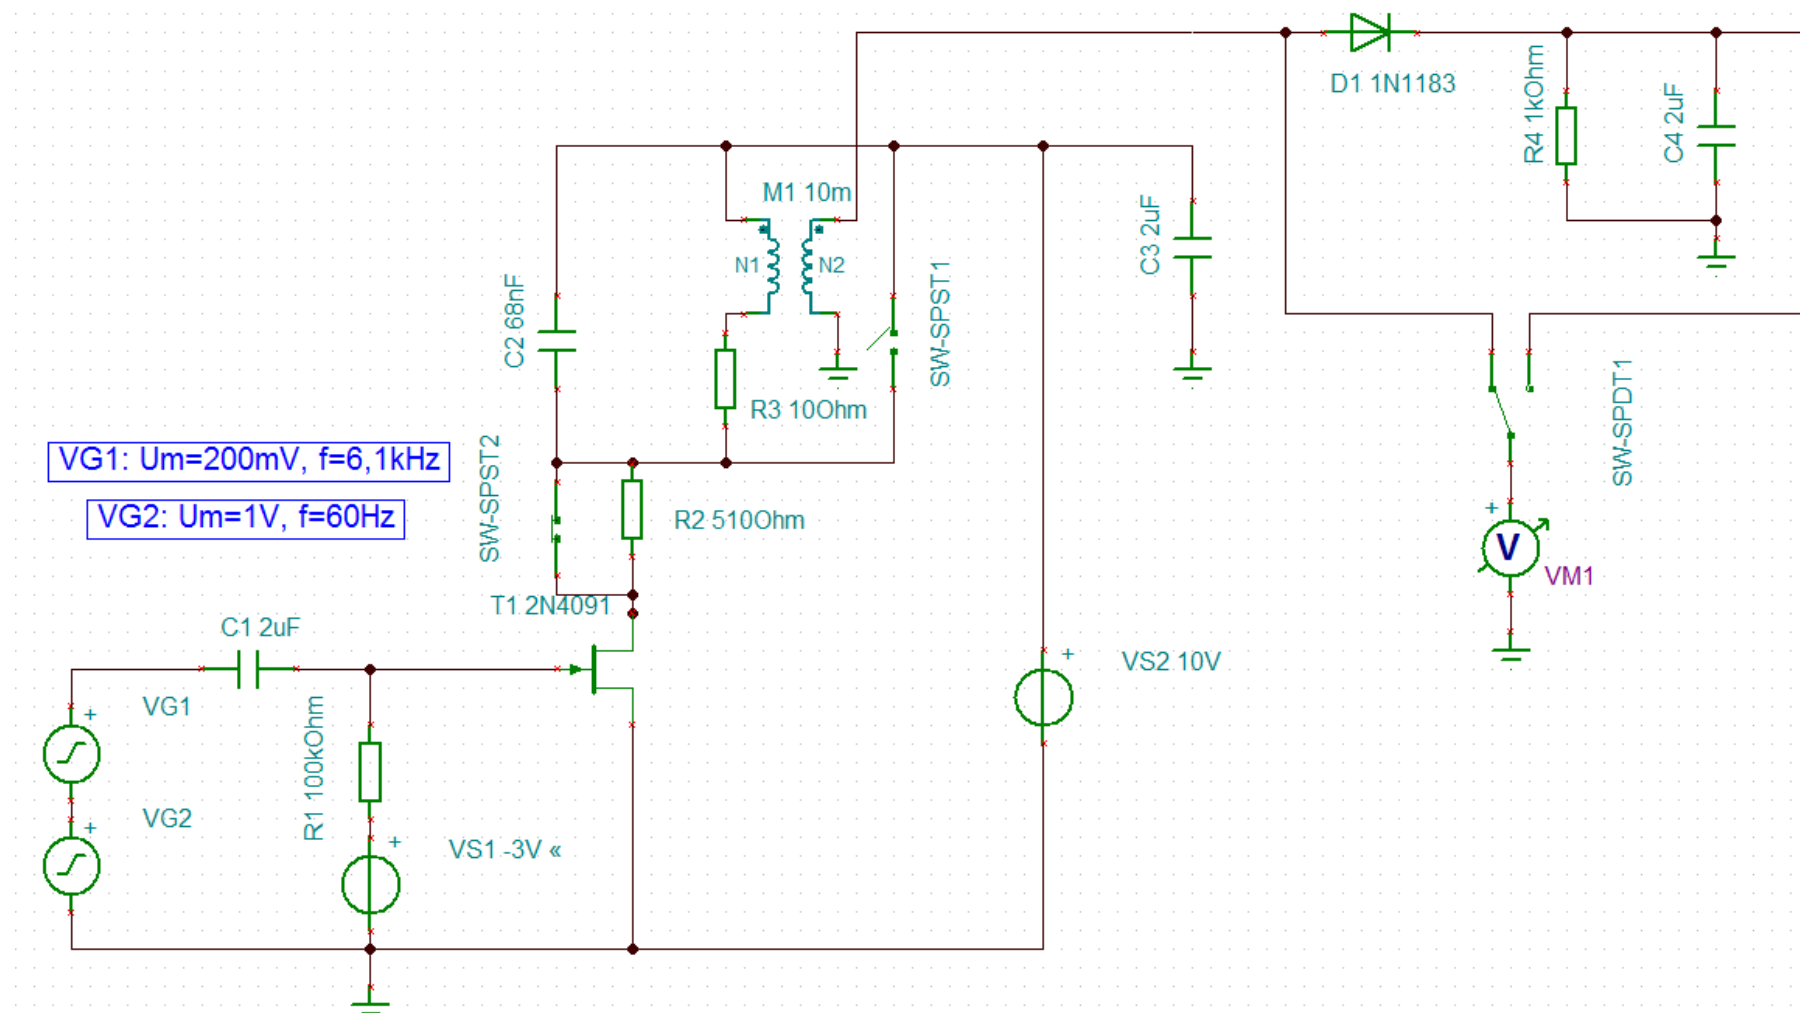 D1 1N1183
R4 1kOhm
C4 2uF
M1 10m
N1
N2
C2 68nF
SW-SPST1
C3 2uF
R3 10Ohm
VG1: Um=200mV, f=6,1kHz
VG2: Um=1V, f=60Hz
SW-SPST2
R2 510Ohm
SW-SPDT1
+
V
VM1
T1 2N4091
C1 2uF
VG1
+
R1 100kOhm
VG2
+
+
VS1 -3V «
+
VS2 10V